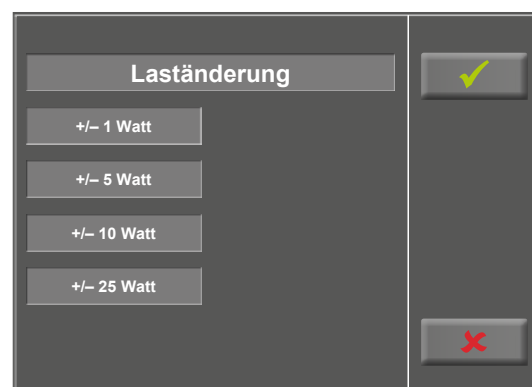 Laständerung
+/– 1 Watt
+/– 5 Watt
+/– 10 Watt
+/– 25 Watt